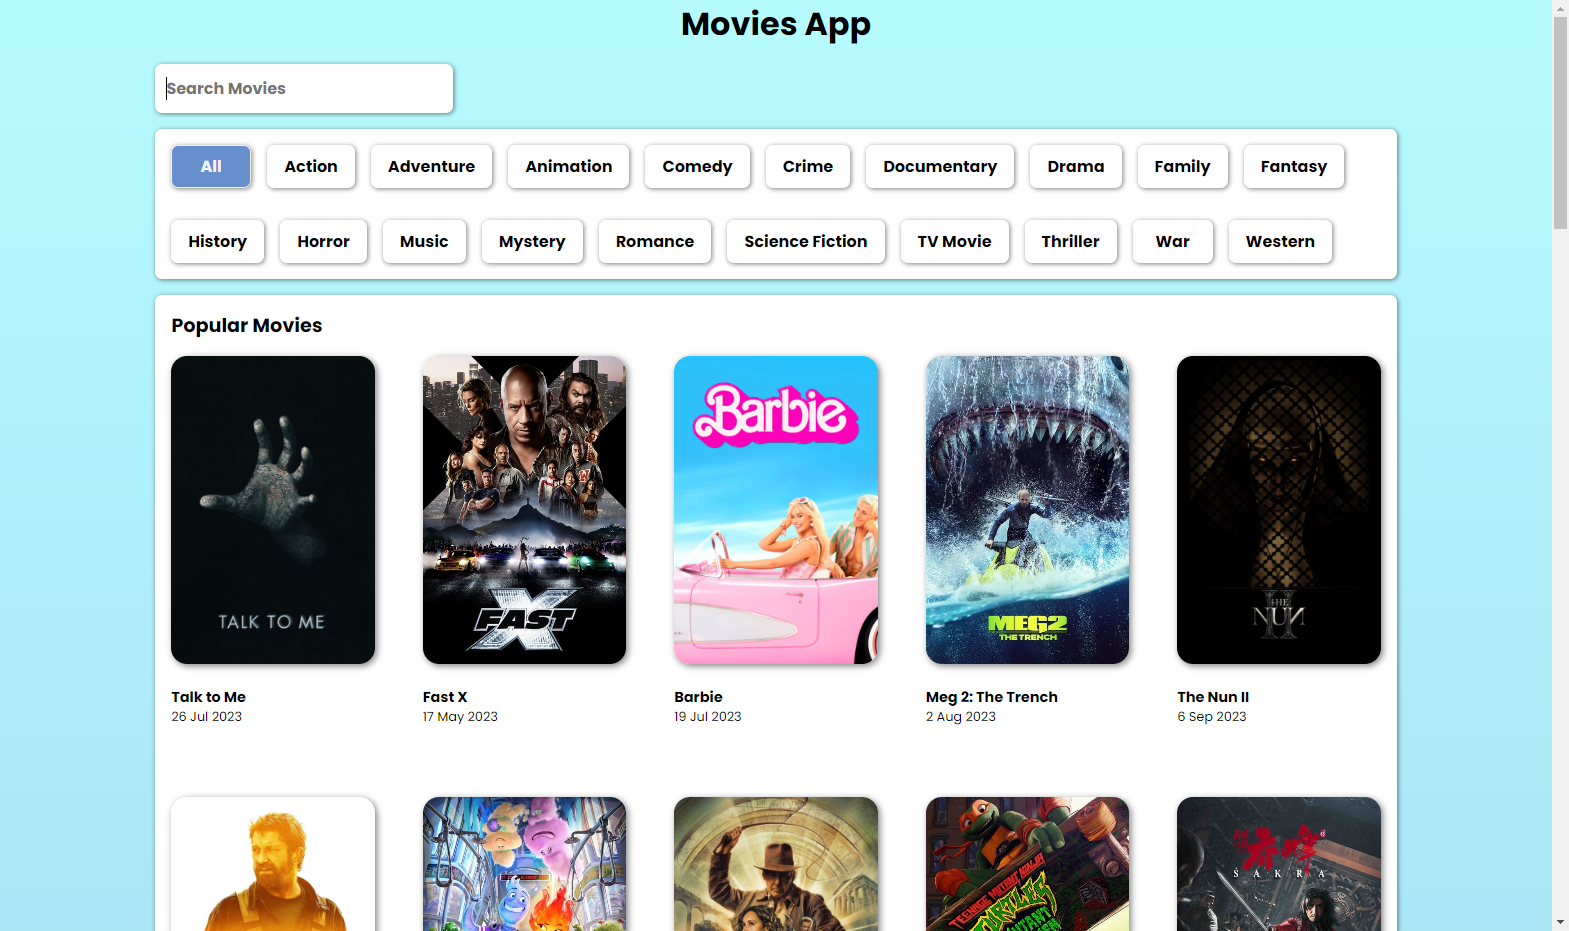 Movies App
Search Movies
All Action Adventure Animation Comedy Crime Documentary Drama Family Fantasy
History Horror Music Mystery Romance Science Fiction TV Movie Thriller War Western
Popular Movies
TALK TO ME
FAST X
Barbie
MEG2
THE TRENCH
THE
NUN
II
Talk to Me Fast X Barbie Meg 2: The Trench The Nun II
26 Jul 2023 17 May 2023 19 Jul 2023 2 Aug 2023 6 Sep 2023
TEENAGE MUTANT NINJA
TURTLES
MUTANT
SAKRA